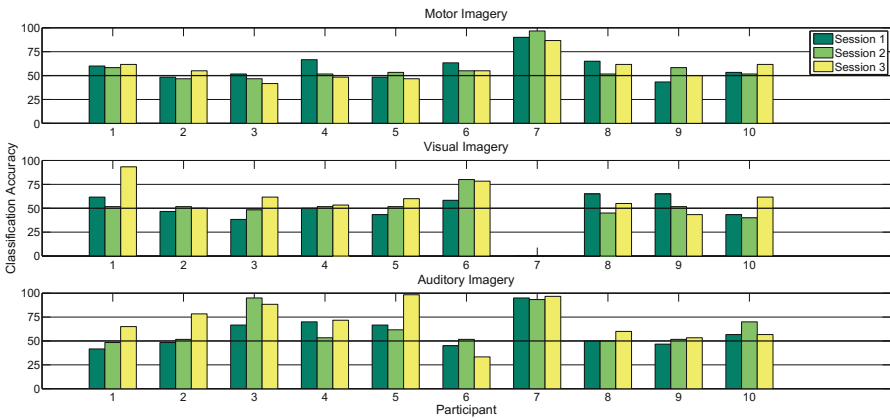 Motor Imagery
100
75
50
25
0
Session 1
Session 2
Session 3
1 2 3 4 5 6 7 8 9 10
Classification Accuracy
Visual Imagery
100
75
50
25
0
1 2 3 4 5 6 7 8 9 10
Auditory Imagery
100
75
50
25
0
1 2 3 4 5 6 7 8 9 10
Participant